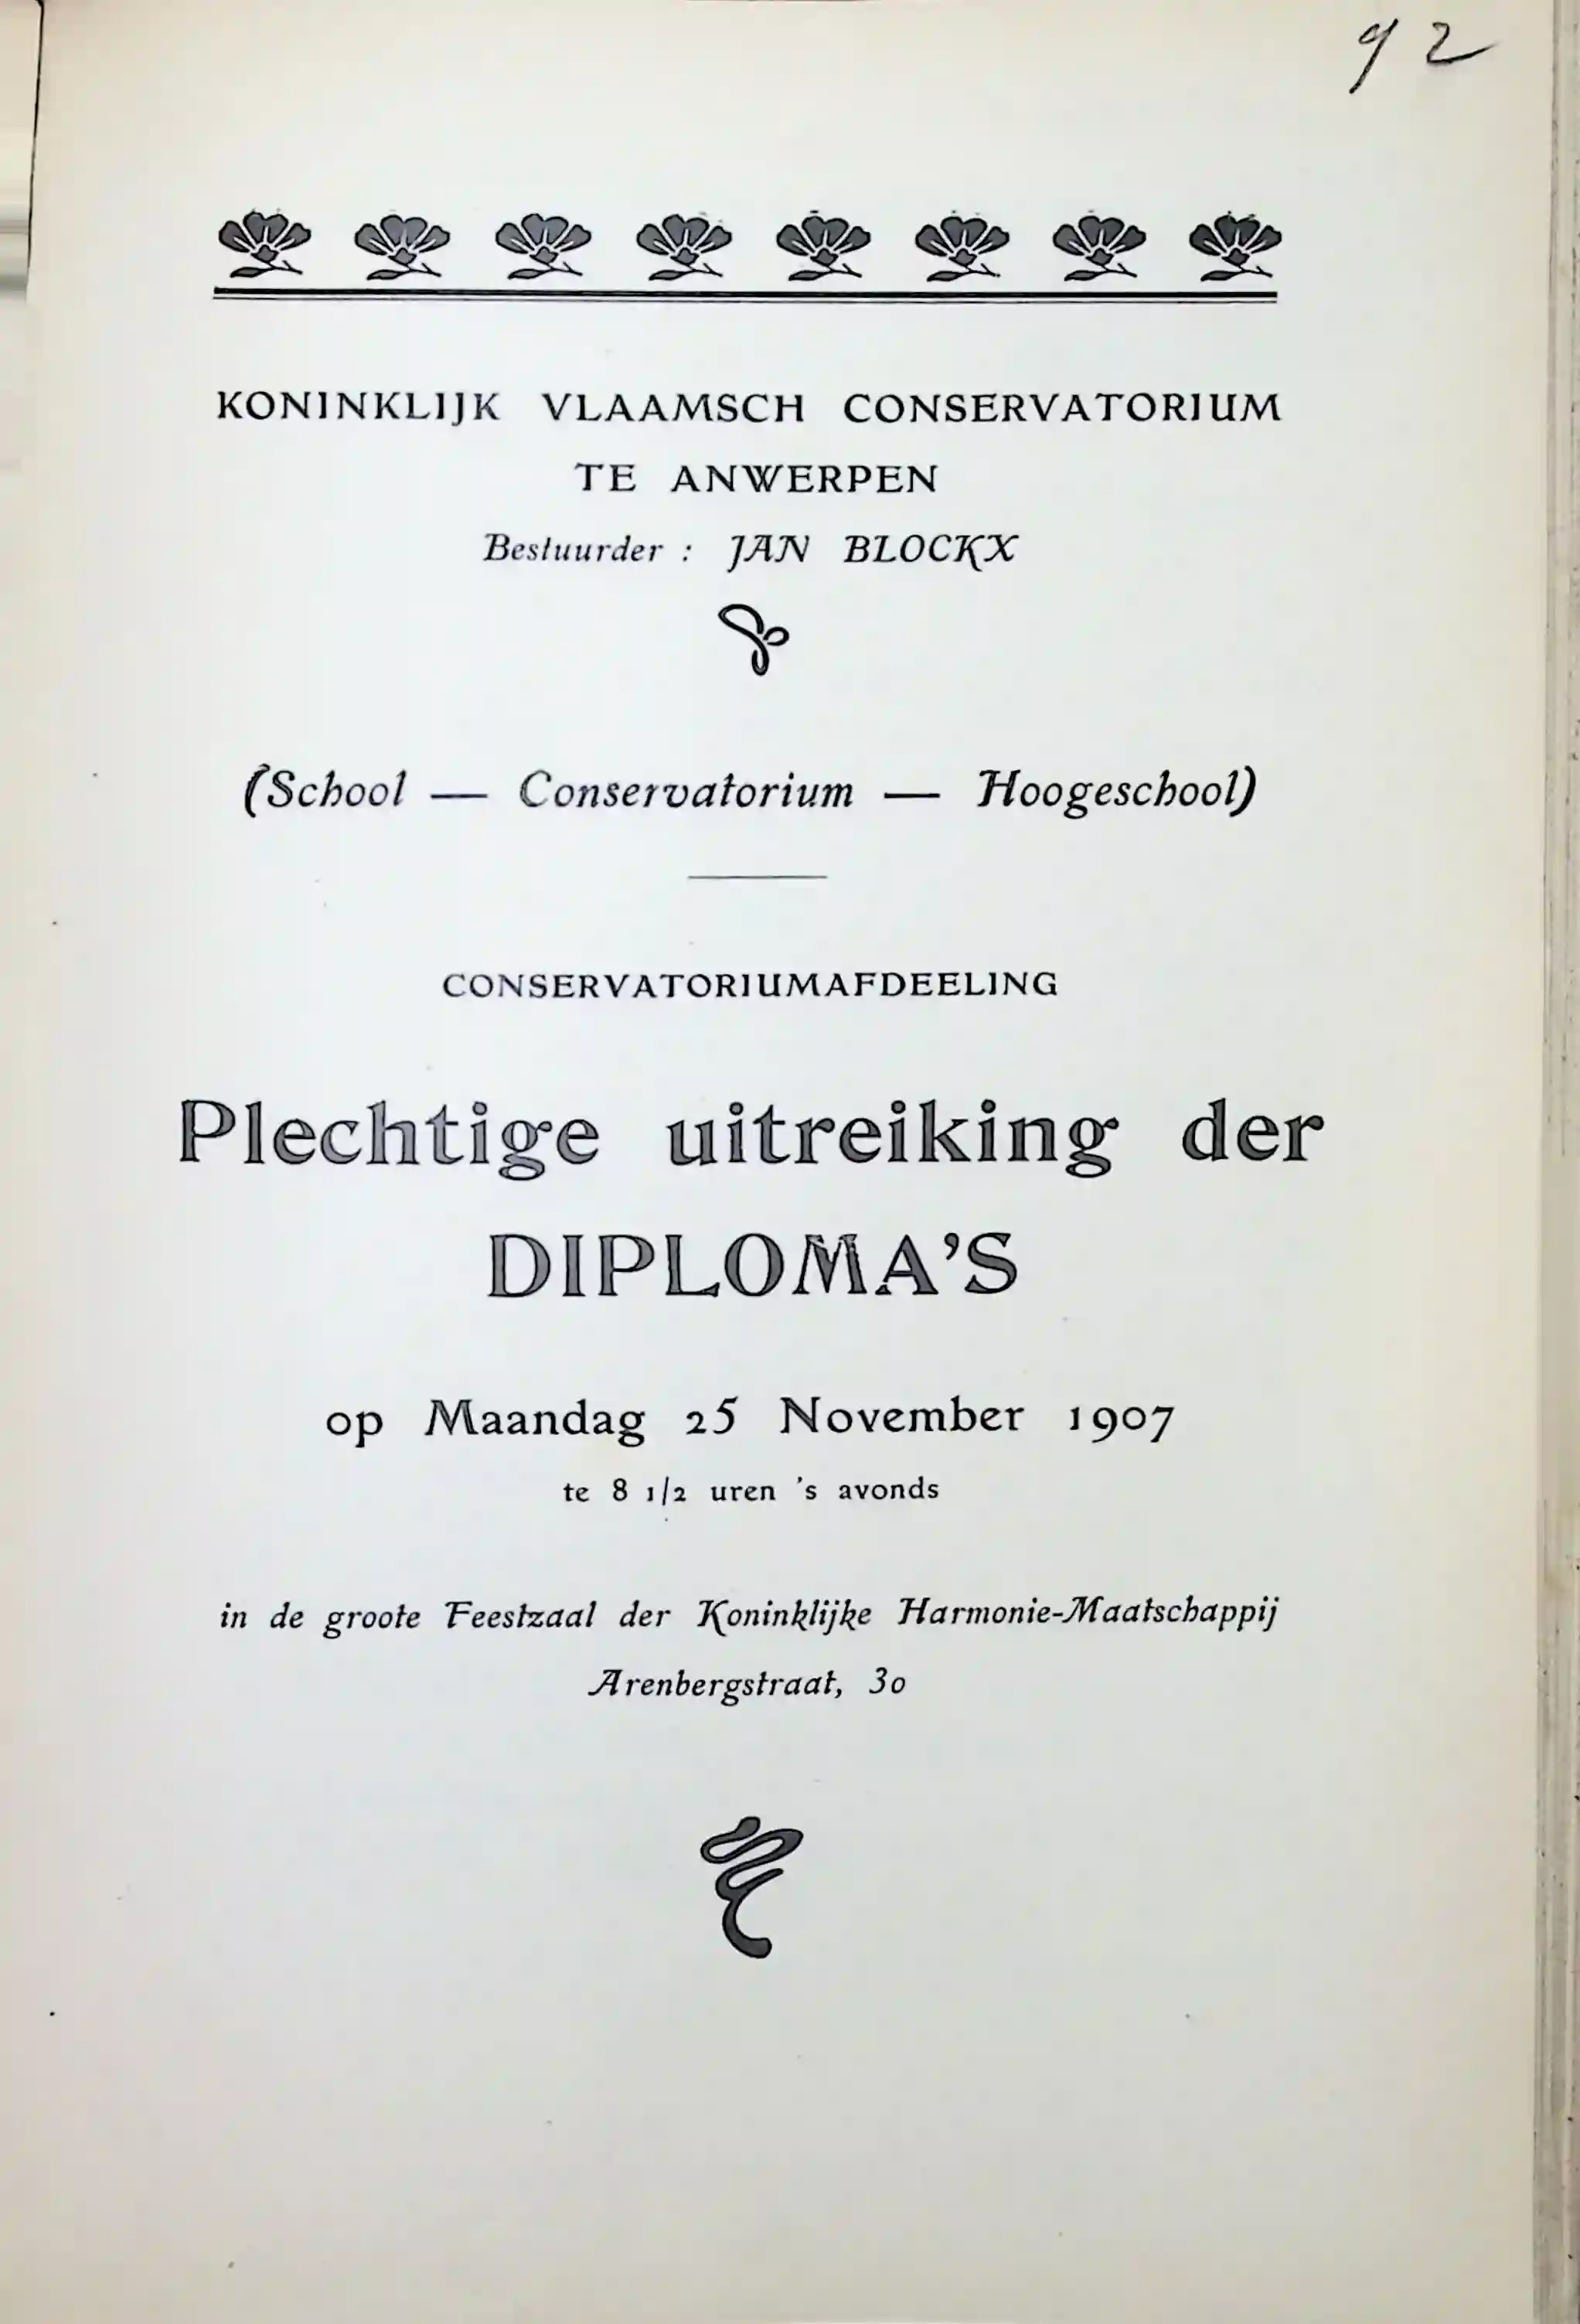 92
KONINKLIJK VLAAMSCH CONSERVATORIUM
TE ANWERPEN
Bestuurder : JAN BLOCKX
(School — Conservatorium — Hoogeschool)
CONSERVATORIUMAFDEELING
Plechtige uitreiking der
DIPLOMA'S
op Maandag 25 November 1907
te 8 1/2 uren 's avonds
in de groote Feestzaal der Koninklijke Harmonie-Maatschappij
Arenbergstraat, 30